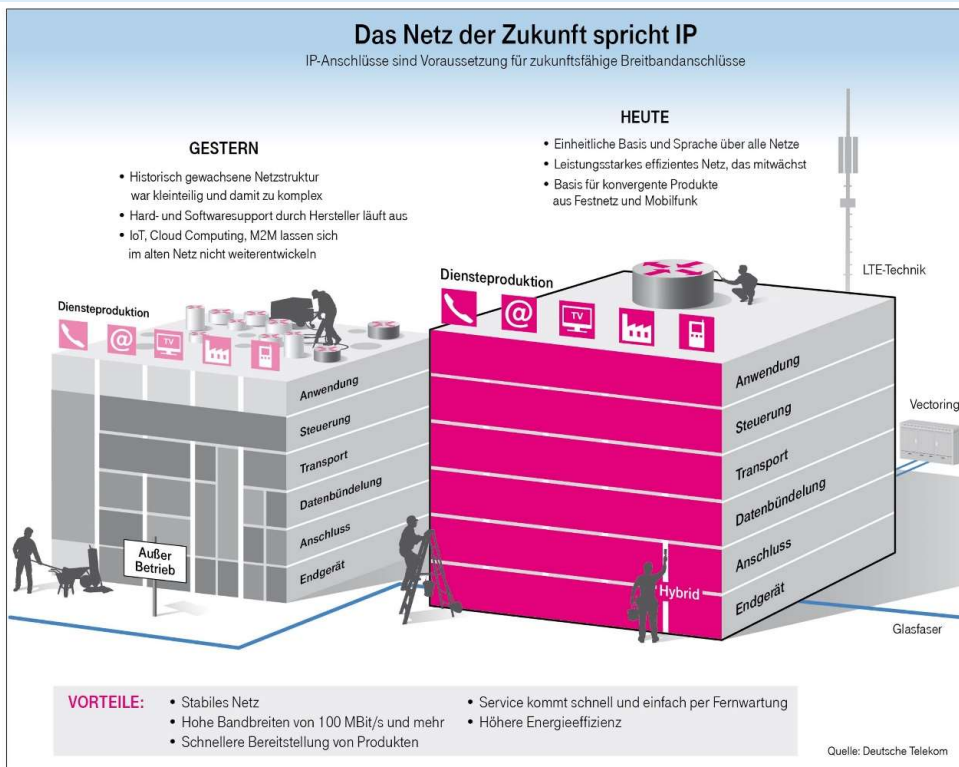 Das Netz der Zukunft spricht IP
IP-Anschlüsse sind Voraussetzung für zukunftsfähige Breitbandanschlüsse
GESTERN
• Historisch gewachsene Netzstruktur
war kleinteilig und damit zu komplex
• Hard- und Softwaresupport durch Hersteller läuft aus
• IoT, Cloud Computing, M2M lassen sich
im alten Netz nicht weiterentwickeln
HEUTE
• Einheitliche Basis und Sprache über alle Netze
• Leistungsstarkes effizientes Netz, das mitwächst
• Basis für konvergente Produkte
aus Festnetz und Mobilfunk
Diensteproduktion
@
TV
Anwendung
Steuerung
Transport
Datenbündelung
Anschluss
Endgerät
Außer
Betrieb
Diensteproduktion
@
TV
Anwendung
Steuerung
Transport
Datenbündelung
Anschluss
Endgerät
Hybrid
LTE-Technik
Vectoring
Glasfaser
VORTEILE:
• Stabiles Netz
• Hohe Bandbreiten von 100 MBit/s und mehr
• Schnellere Bereitstellung von Produkten
• Service kommt schnell und einfach per Fernwartung
• Höhere Energieeffizienz
Quelle: Deutsche Telekom